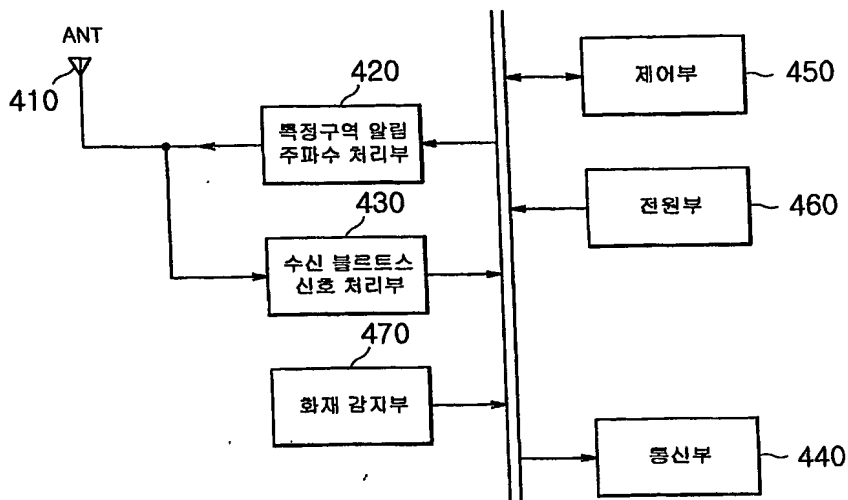 ANT
410
420
특정구역 알림
주파수 처리부
430
수신 블르트스
신호 처리부
470
화재 감지부
제어부
450
전원부
460
통신부
440